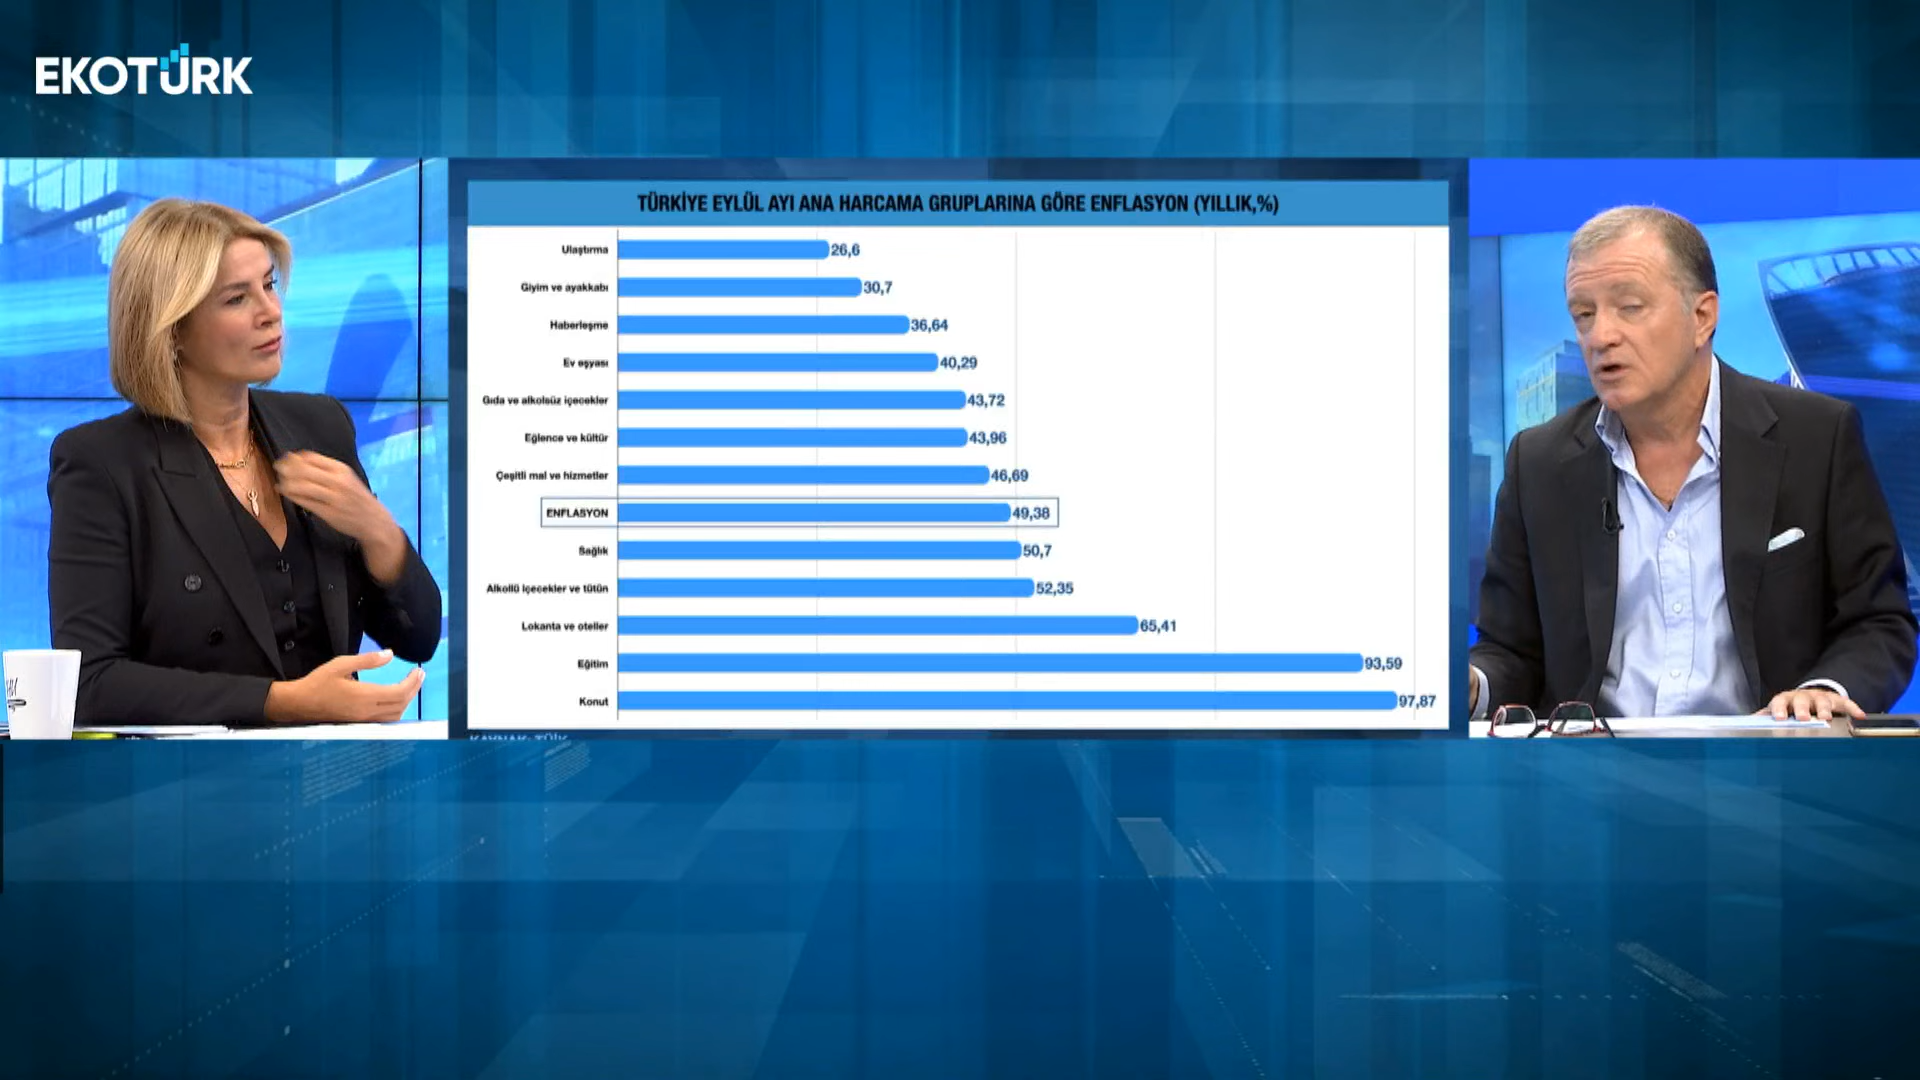 EKOTÜRK
TÜRKİYE EYLÜL AYI ANA HARCAMA GRUPLARINA GÖRE ENFLASYON (YILLIK,%)
Ulaştırma 26,6
Giyim ve ayakkabı 30,7
Haberleşme 36,64
Ev eşyası 40,29
Gıda ve alkolsüz içecekler 43,72
Eğlence ve kültür 43,96
Çeşitli mal ve hizmetler 46,69
ENFLASYON 49,38
Sağlık 50,7
Alkollü içecekler ve tütün 52,35
Lokanta ve oteller 65,41
Eğitim 93,59
Konut 97,87
KAYNAK: TÜİK